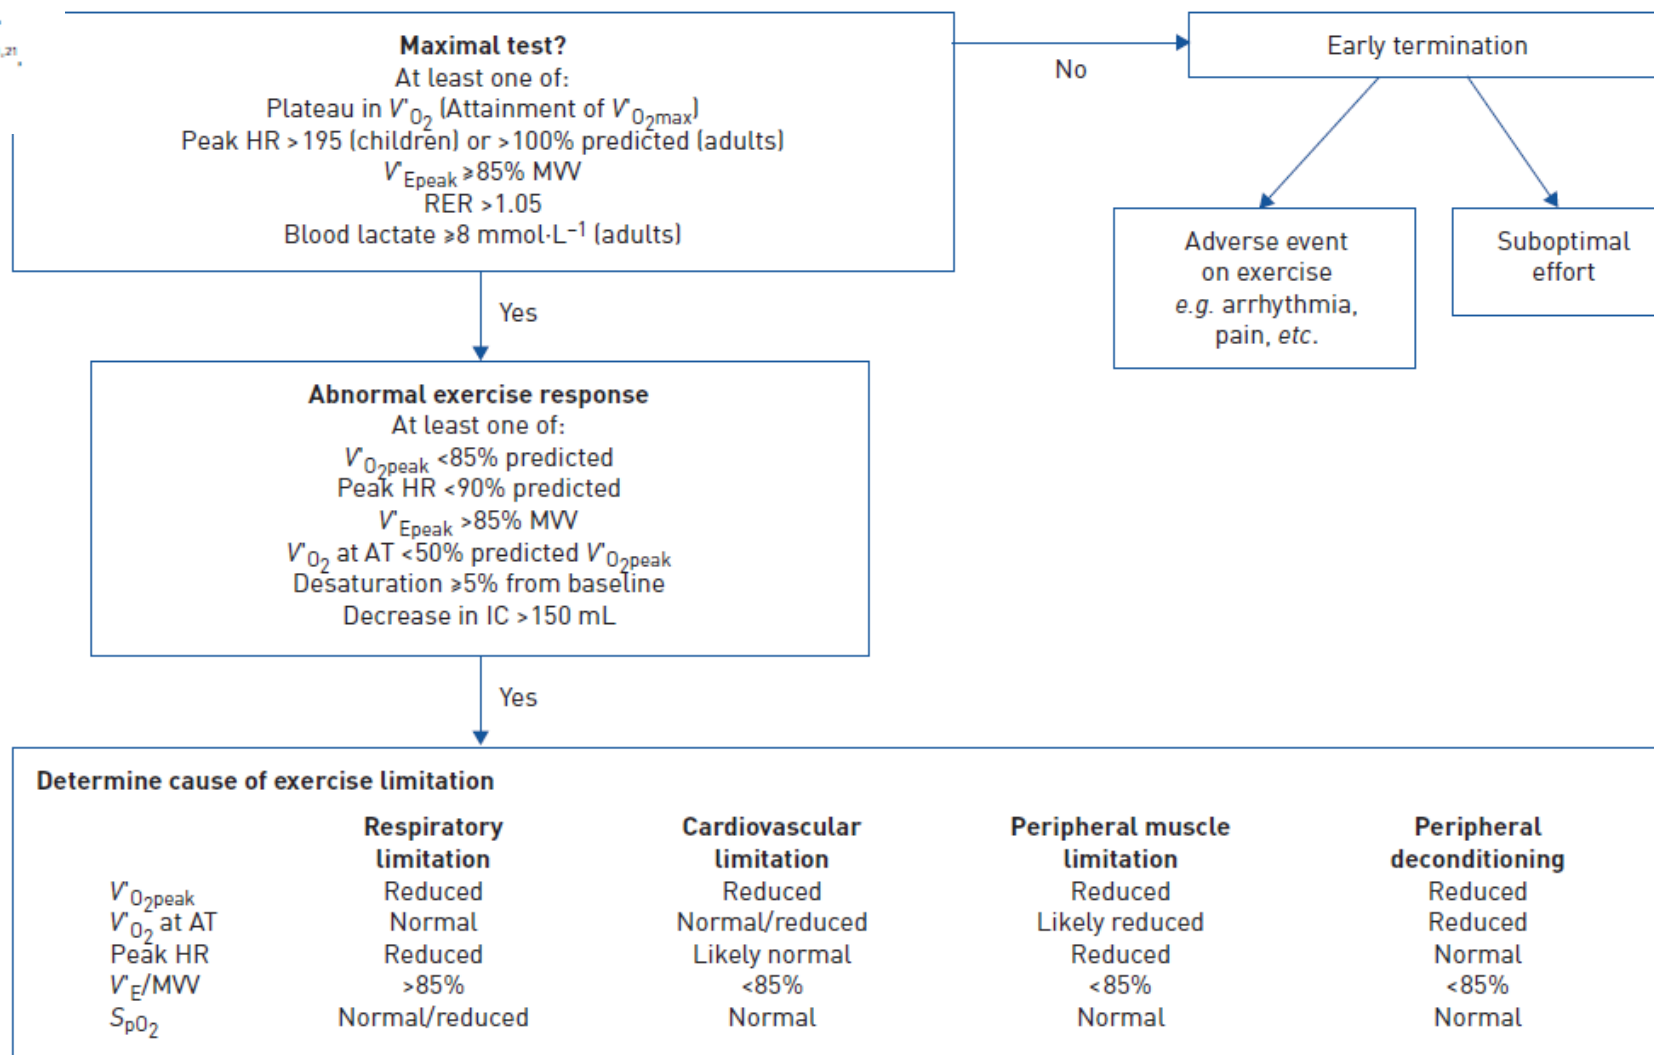 ,21,
Maximal test?
At least one of:
Plateau in V'O2 (Attainment of V'O2max)
Peak HR >195 (children) or >100% predicted (adults)
V'Epeak ≥85% MVV
RER >1.05
Blood lactate ≥8 mmol·L−1 (adults)
No
Early termination
Adverse event
on exercise
e.g. arrhythmia,
pain, etc.
Suboptimal
effort
Yes
Abnormal exercise response
At least one of:
V'O2peak <85% predicted
Peak HR <90% predicted
V'Epeak >85% MVV
V'O2 at AT <50% predicted V'O2peak
Desaturation ≥5% from baseline
Decrease in IC >150 mL
Yes
Determine cause of exercise limitation
Respiratory limitation Cardiovascular limitation Peripheral muscle limitation Peripheral deconditioning
V'O2peak Reduced Reduced Reduced Reduced
V'O2 at AT Normal Normal/reduced Likely reduced Reduced
Peak HR Reduced Likely normal Reduced Normal
V'E/MVV >85% <85% <85% <85%
SpO2 Normal/reduced Normal Normal Normal